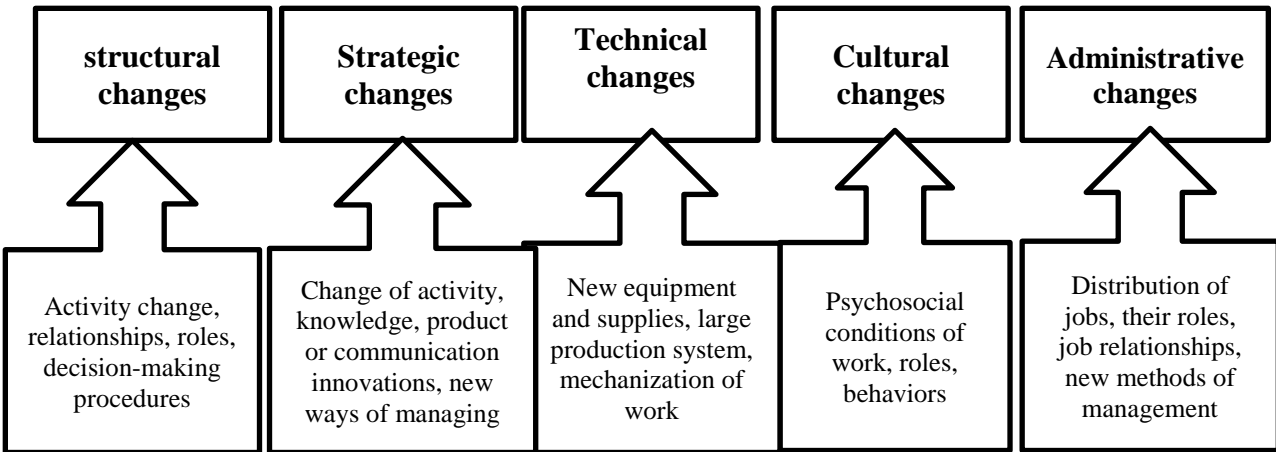 structural
changes
Strategic
changes
Technical
changes
Cultural
changes
Administrative
changes
Activity change,
relationships, roles,
decision-making
procedures
Change of activity,
knowledge, product
or communication
innovations, new
ways of managing
New equipment
and supplies, large
production system,
mechanization of
work
Psychosocial
conditions of
work, roles,
behaviors
Distribution of
jobs, their roles,
job relationships,
new methods of
management